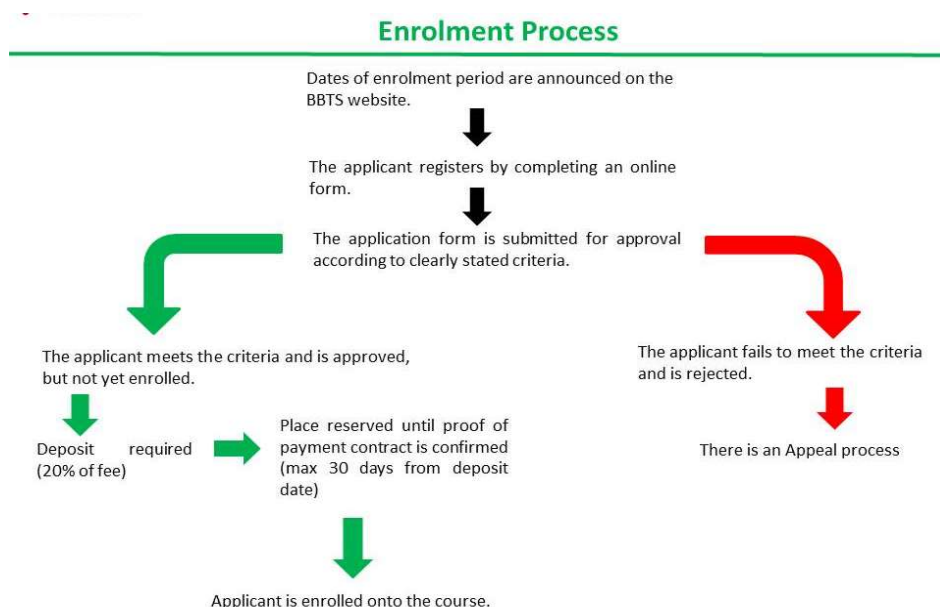 Enrolment Process
Dates of enrolment period are announced on the
BBTS website.
The applicant registers by completing an online
form.
The application form is submitted for approval
according to clearly stated criteria.
The applicant meets the criteria and is approved,
but not yet enrolled.
The applicant fails to meet the criteria
and is rejected.
Deposit required
(20% of fee)
Place reserved until proof of
payment contract is confirmed
(max 30 days from deposit
date)
There is an Appeal process
Applicant is enrolled onto the course.